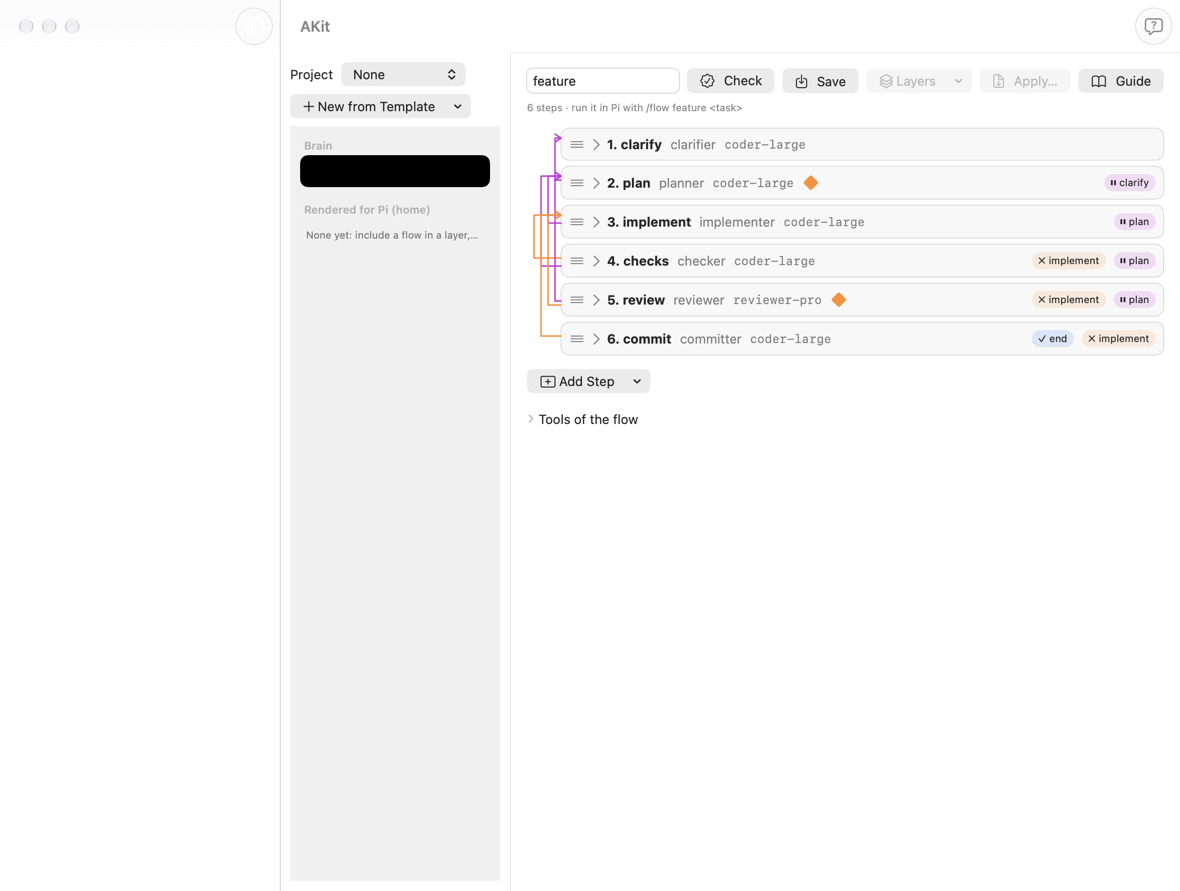 AKit
Project None
New from Template
Brain
Rendered for Pi (home)
None yet: include a flow in a layer,...
feature Check Save Layers Apply... Guide
6 steps · run it in Pi with /flow feature <task>
1. clarify clarifier coder-large
2. plan planner coder-large clarify
3. implement implementer coder-large plan
4. checks checker coder-large implement plan
5. review reviewer reviewer-pro implement plan
6. commit committer coder-large end implement
Add Step
Tools of the flow